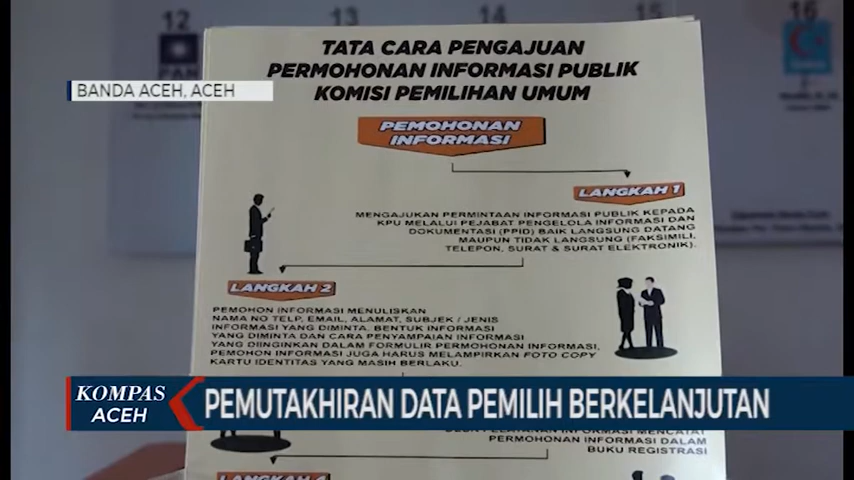 12
13
14
15
16
PAN
TATA CARA PENGAJUAN
PERMOHONAN INFORMASI PUBLIK
KOMISI PEMILIHAN UMUM
BANDA ACEH, ACEH
PEMOHONAN
INFORMASI
LANGKAH 1
MENGAJUKAN PERMINTAAN INFORMASI PUBLIK KEPADA
KPU MELALUI PEJABAT PENGELOLA INFORMASI DAN
DOKUMENTASI (PPID) BAIK LANGSUNG DATANG
MAUPUN TIDAK LANGSUNG (FAKSIMILI,
TELEPON, SURAT & SURAT ELEKTRONIK).
LANGKAH 2
PEMOHON INFORMASI MENULISKAN
NAMA NO TELP, EMAIL, ALAMAT, SUBJEK / JENIS
INFORMASI YANG DIMINTA, BENTUK INFORMASI
YANG DIMINTA DAN CARA PENYAMPAIAN INFORMASI
YANG DIINGINKAN DALAM FORMULIR PERMOHONAN INFORMASI,
PEMOHON INFORMASI JUGA HARUS MELAMPIRKAN FOTO COPY
KARTU IDENTITAS YANG MASIH BERLAKU.
KOMPAS
ACEH
PEMUTAKHIRAN DATA PEMILIH BERKELANJUTAN
MENCATAT
PERMOHONAN INFORMASI DALAM
BUKU REGISTRASI
LANGKAH 4